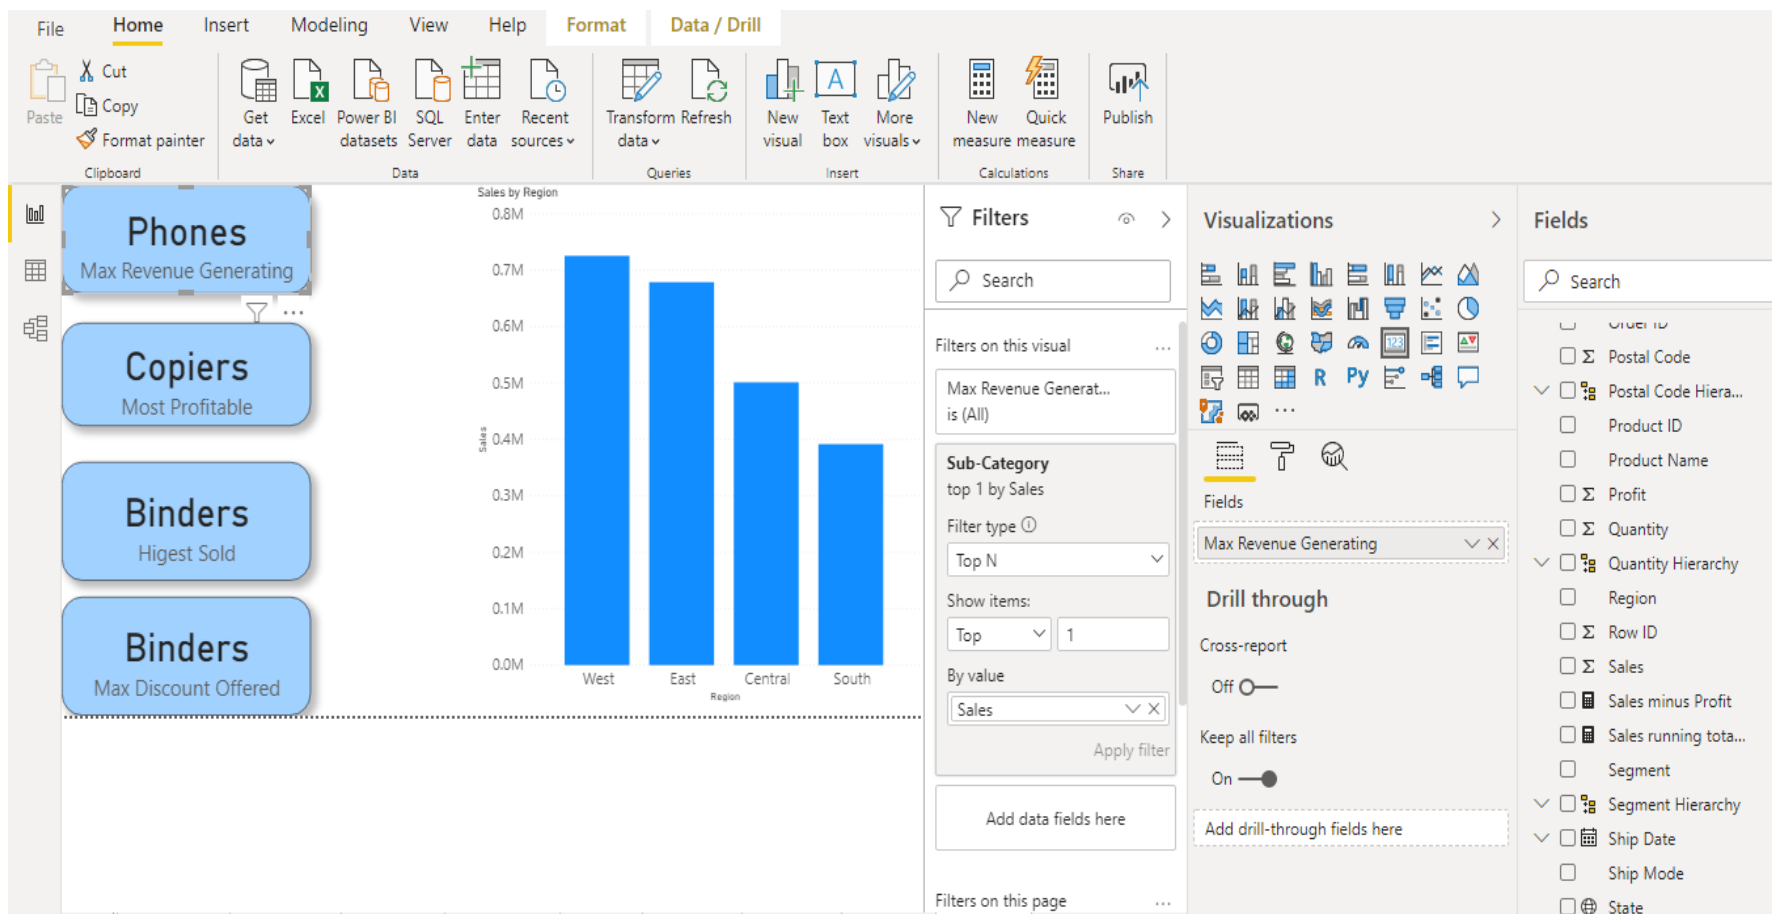 File
Home
Insert
Modeling
View
Help
Format
Data / Drill
Paste
Cut
Copy
Format painter
Clipboard
Get
data
Excel
Power BI
datasets
SQL
Server
Enter
data
Recent
sources
Data
Transform
data
Refresh
Queries
New
visual
A
Text
box
More
visuals
Insert
New
measure
Quick
measure
Calculations
Publish
Share
Phones
Max Revenue Generating
Copiers
Most Profitable
Binders
Higest Sold
Binders
Max Discount Offered
Sales by Region
0.8M
0.7M
0.6M
0.5M
0.4M
0.3M
0.2M
0.1M
0.0M
Sales
West
East
Central
South
Region
Filters
Search
Filters on this visual
...
Max Revenue Generat...
is (All)
Sub-Category
top 1 by Sales
Filter type
Top N
Show items:
Top
1
By value
Sales
Apply filter
Add data fields here
Filters on this page
...
Visualizations
123
R
Py
...
Fields
Max Revenue Generating
Drill through
Cross-report
Off
Keep all filters
On
Add drill-through fields here
Fields
Search
Order ID
Σ Postal Code
Postal Code Hiera...
Product ID
Product Name
Σ Profit
Σ Quantity
Quantity Hierarchy
Region
Σ Row ID
Σ Sales
Sales minus Profit
Sales running tota...
Segment
Segment Hierarchy
Ship Date
Ship Mode
State